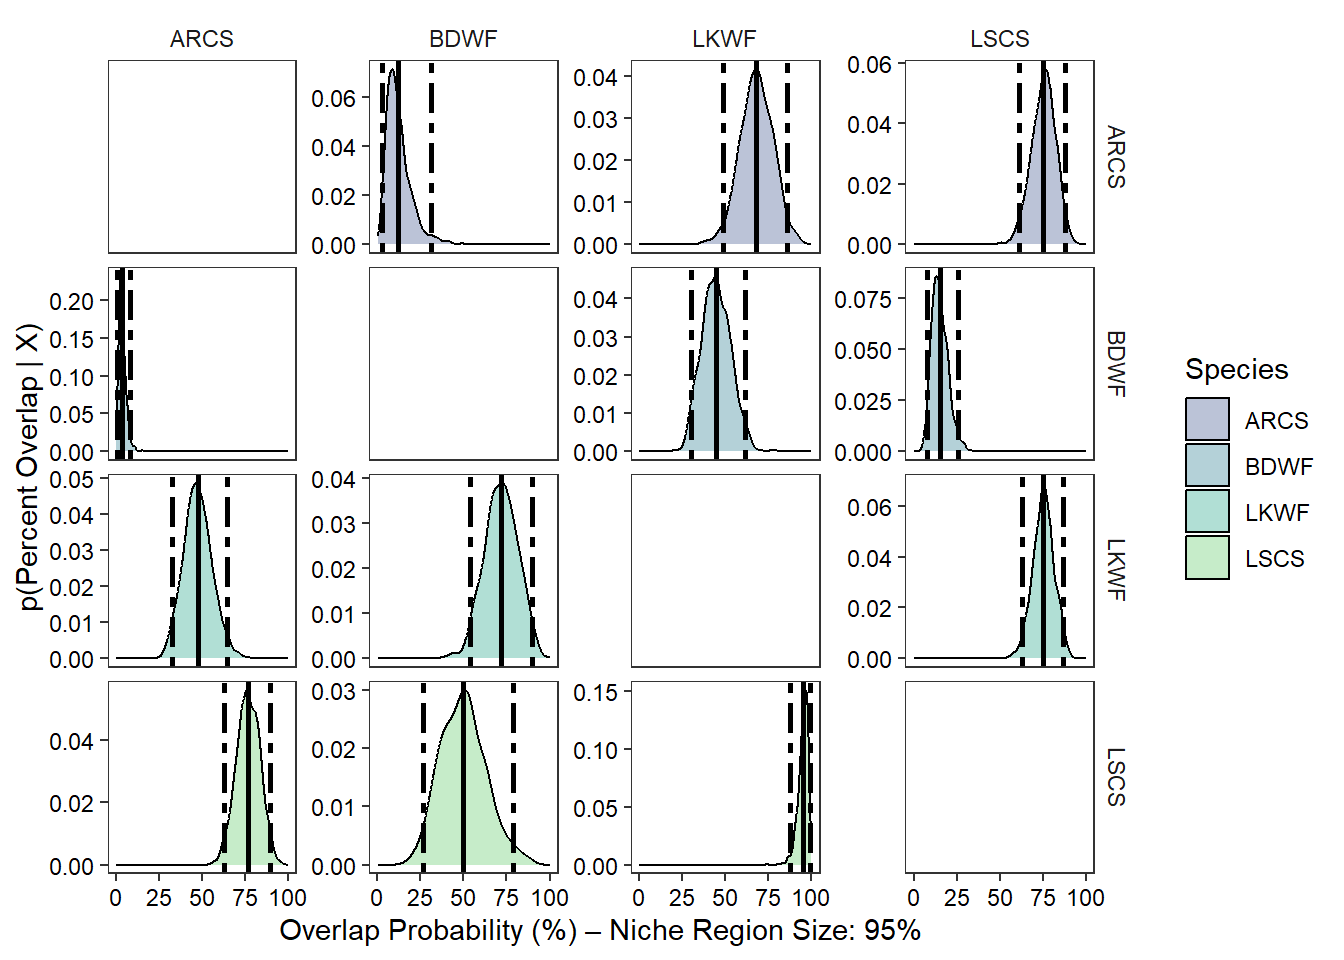 ARCS BDWF LKWF LSCS
0.06 0.04 0.02 0.00
0.04 0.03 0.02 0.01 0.00
0.06 0.04 0.02 0.00
ARCS
0.20 0.15 0.10 0.05 0.00
0.04 0.03 0.02 0.01 0.00
0.075 0.050 0.025 0.000
BDWF
0.05 0.04 0.03 0.02 0.01 0.00
0.04 0.03 0.02 0.01 0.00
0.06 0.04 0.02 0.00
LKWF
0.04 0.02 0.00
0.03 0.02 0.01 0.00
0.15 0.10 0.05 0.00
LSCS
0 25 50 75 100 0 25 50 75 100 0 25 50 75 100 0 25 50 75 100
p(Percent Overlap | X)
Overlap Probability (%) – Niche Region Size: 95%
Species
ARCS
BDWF
LKWF
LSCS